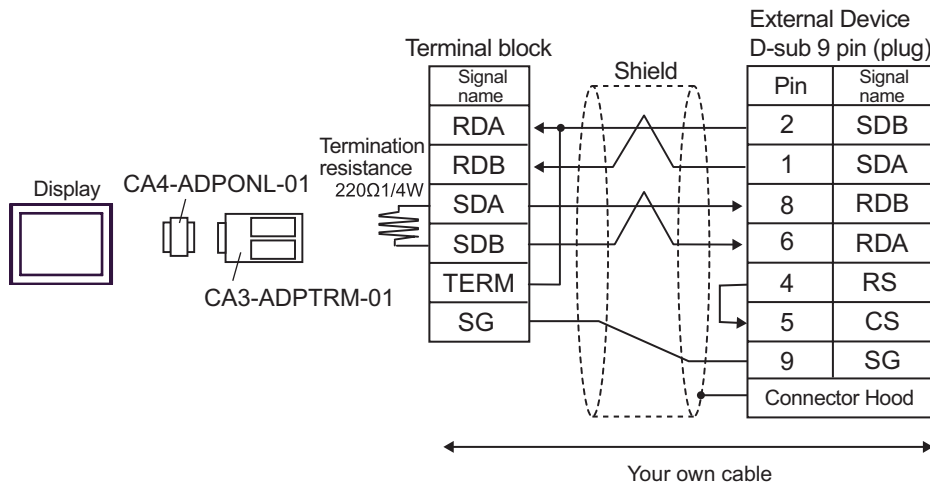 External Device
Terminal block
D-sub 9 pin (plug)
Signal
name
Shield
Pin
Signal
name
RDA
2
SDB
Termination
resistance
220Ω1/4W
RDB
1
SDA
Display
CA4-ADPONL-01
SDA
8
RDB
SDB
6
RDA
CA3-ADPTRM-01
TERM
4
RS
SG
5
CS
9
SG
Connector Hood
Your own cable